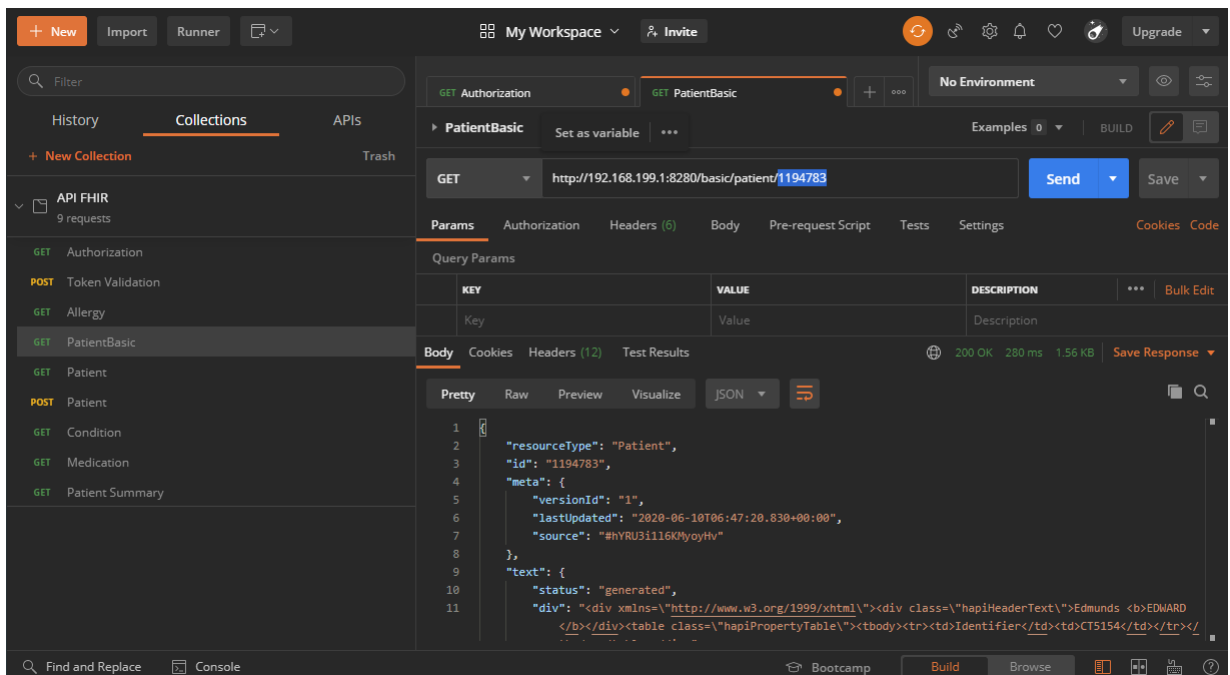 + New Import Runner My Workspace Invite Upgrade
Filter
History Collections APIs
+ New Collection Trash
API FHIR
9 requests
GET Authorization
POST Token Validation
GET Allergy
GET PatientBasic
GET Patient
POST Patient
GET Condition
GET Medication
GET Patient Summary
GET Authorization GET PatientBasic + No Environment
PatientBasic Set as variable Examples 0 BUILD
GET http://192.168.199.1:8280/basic/patient/1194783 Send Save
Params Authorization Headers (6) Body Pre-request Script Tests Settings Cookies Code
Query Params
KEY VALUE DESCRIPTION Bulk Edit
Key Value Description
Body Cookies Headers (12) Test Results 200 OK 280 ms 1.56 KB Save Response
Pretty Raw Preview Visualize JSON
1 {
2 "resourceType": "Patient",
3 "id": "1194783",
4 "meta": {
5 "versionId": "1",
6 "lastUpdated": "2020-06-10T06:47:20.830+00:00",
7 "source": "#hYRU3i1l6KMyoyHv"
8 },
9 "text": {
10 "status": "generated",
11 "div": "<div xmlns=\"http://www.w3.org/1999/xhtml\"><div class=\"hapiHeaderText\">Edmunds <b>EDWARD
</b></div><table class=\"hapiPropertyTable\"><tbody><tr><td>Identifier</td><td>CT5154</td></tr></
Find and Replace Console Bootcamp Build Browse